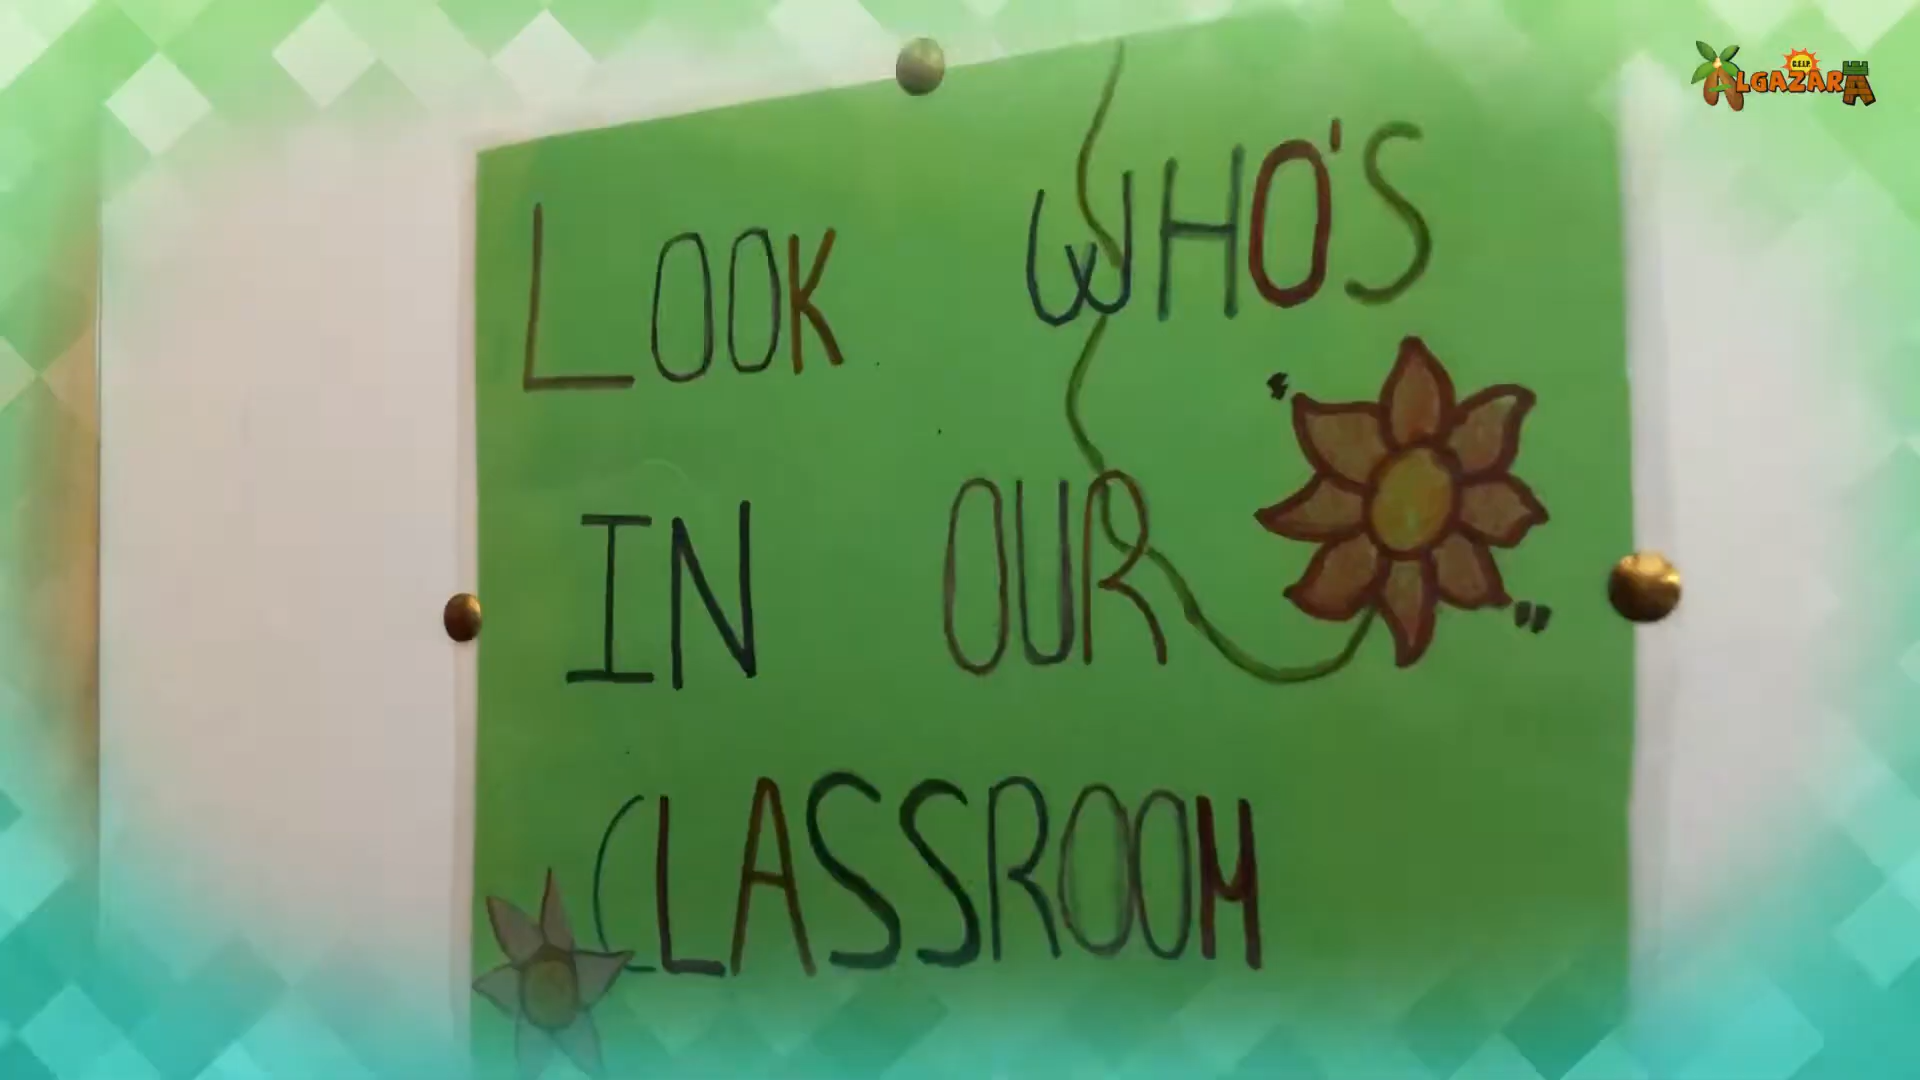 LOOK WHO'S
IN OUR
CLASSROOM
C.E.I.P.
ALGAZARA